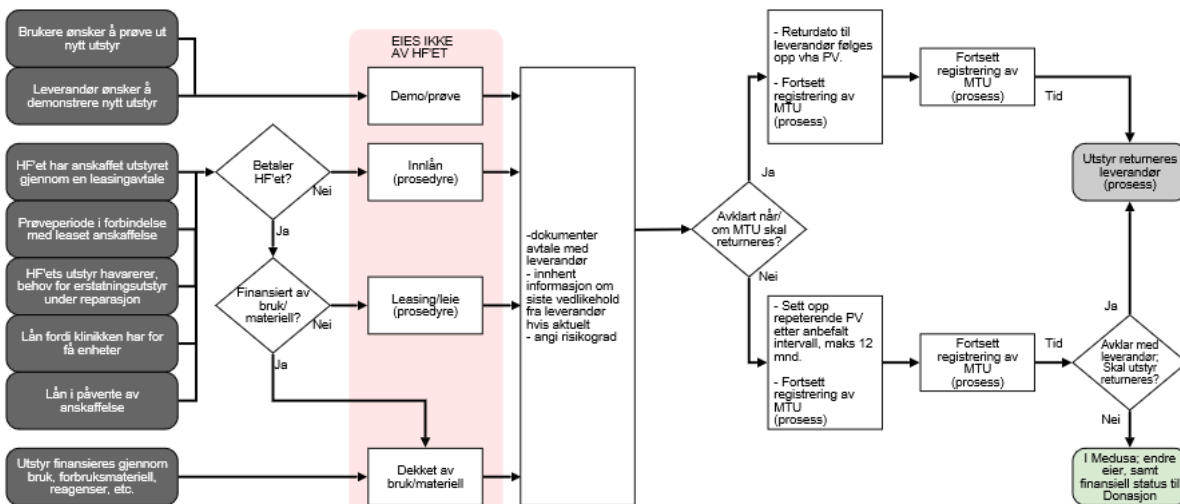 Brukere ønsker å prøve ut
nytt utstyr
Leverandør ønsker å
demonstrere nytt utstyr
HF'et har anskaffet utstyret
gjennom en leasingavtale
Prøveperiode i forbindelse
med leaset anskaffelse
HF'ets utstyr havarerer,
behov for erstatningsutstyr
under reparasjon
Lån fordi klinikken har for
få enheter
Lån i påvente av
anskaffelse
Utstyr finansieres gjennom
bruk, forbruksmateriell,
reagenser, etc.
Betaler
HF'et?
Nei
Ja
Finansiert av
bruk/
materiell?
Nei
Ja
EIES IKKE
AV HF'ET
Demo/prøve
Innlån
(prosedyre)
Leasing/leie
(prosedyre)
Dekket av
bruk/materiell
-dokumenter
avtale med
leverandør
- innhent
informasjon om
siste vedlikehold
fra leverandør
hvis aktuelt
- angi risikograd
Avklart når/
om MTU skal
returneres?
Ja
Nei
- Returdato til
leverandør følges
opp vha PV.
- Fortsett
registrering av
MTU
(prosess)
Fortsett
registrering av
MTU
(prosess)
Tid
Utstyr returneres
leverandør
(prosess)
- Sett opp
repeterende PV
etter anbefalt
intervall, maks 12
mnd.
- Fortsett
registrering av
MTU
(prosess)
Fortsett
registrering av
MTU
(prosess)
Tid
Ja
Avklar med
leverandør;
Skal utstyr
returneres?
Nei
I Medusa; endre
eier, samt
finansiell status til
Donasjon